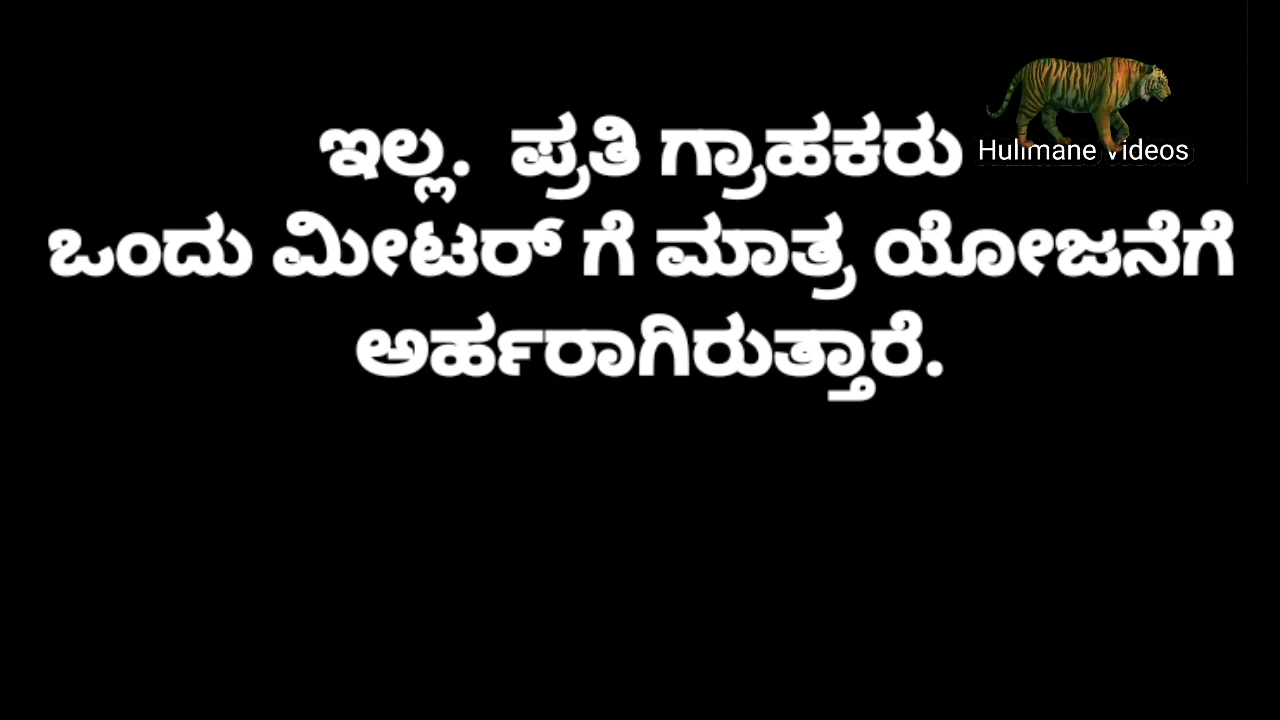 Hulimane Videos
ಇಲ್ಲ. ಪ್ರತಿ ಗ್ರಾಹಕರು
ಒಂದು ಮೀಟರ್ ಗೆ ಮಾತ್ರ ಯೋಜನೆಗೆ
ಅರ್ಹರಾಗಿರುತ್ತಾರೆ.